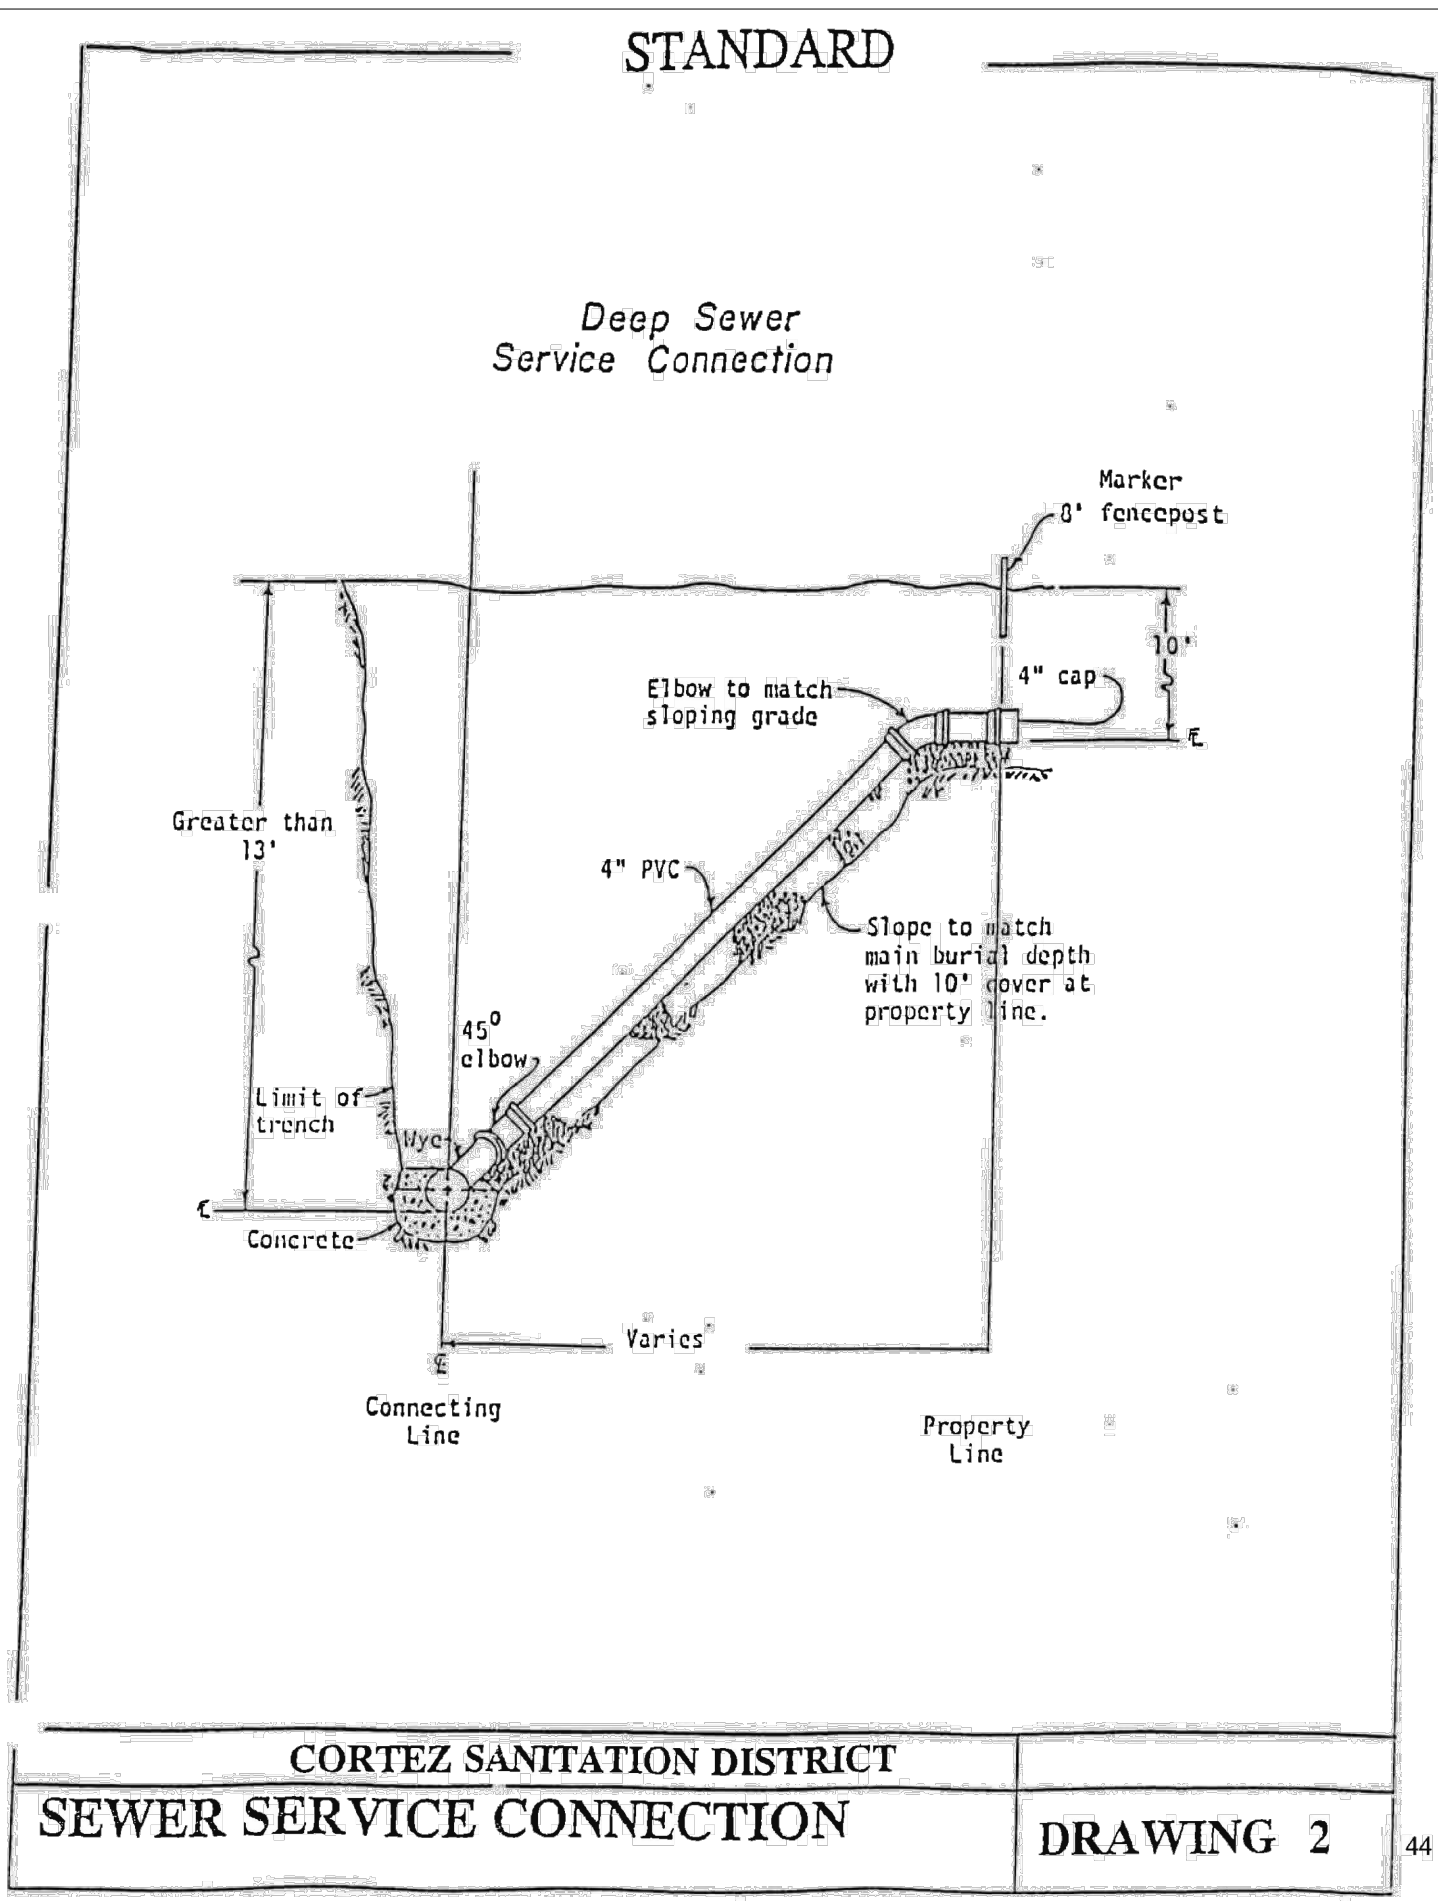 STANDARD
Deep Sewer
Service Connection
Marker
8' fencepost
10'
4" cap
Elbow to match
sloping grade
℄
Greater than
13'
4" PVC
Slope to match
main burial depth
with 10' cover at
property line.
45°
elbow
Limit of
trench
Wye
℄
Concrete
Varies
℄
Connecting
Line
Property
Line
CORTEZ SANITATION DISTRICT
SEWER SERVICE CONNECTION
DRAWING 2
44